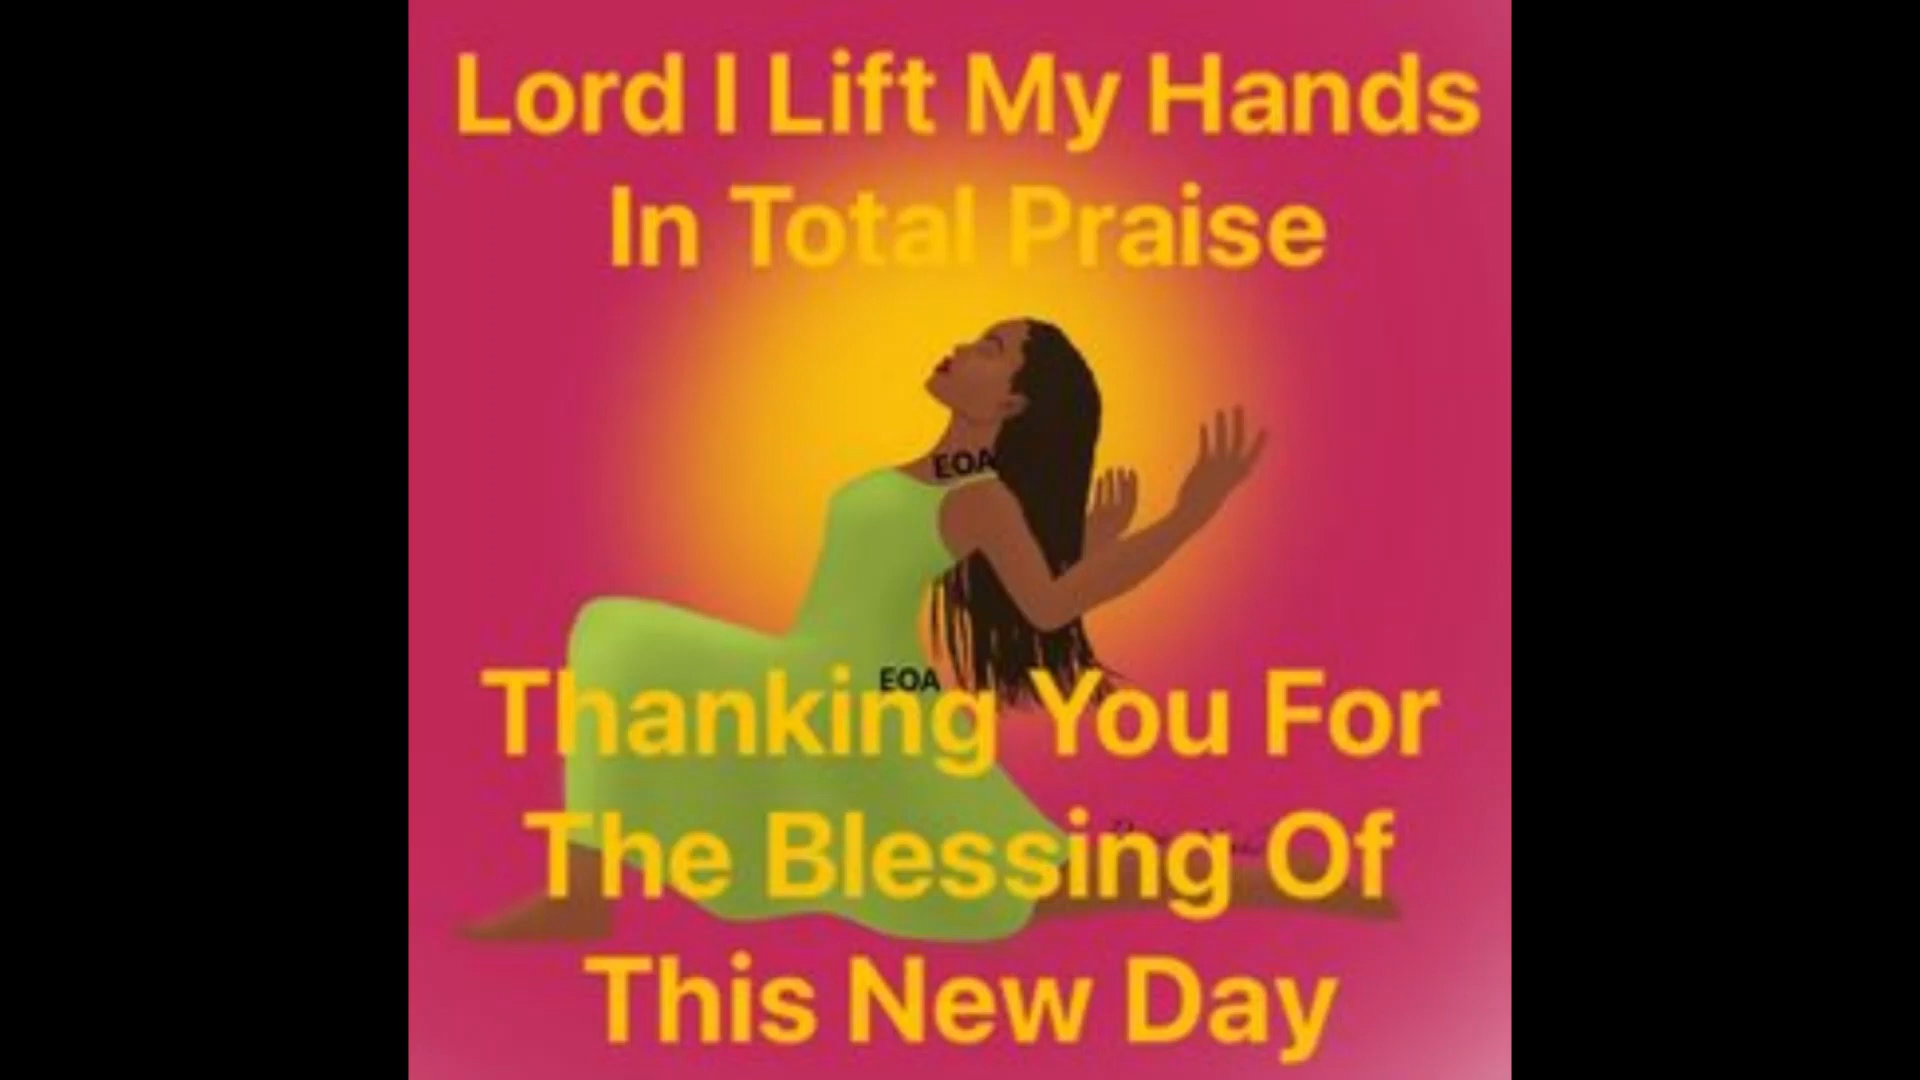 Lord I Lift My Hands
In Total Praise
EOA
EOA
Thanking You For
The Blessing Of
This New Day